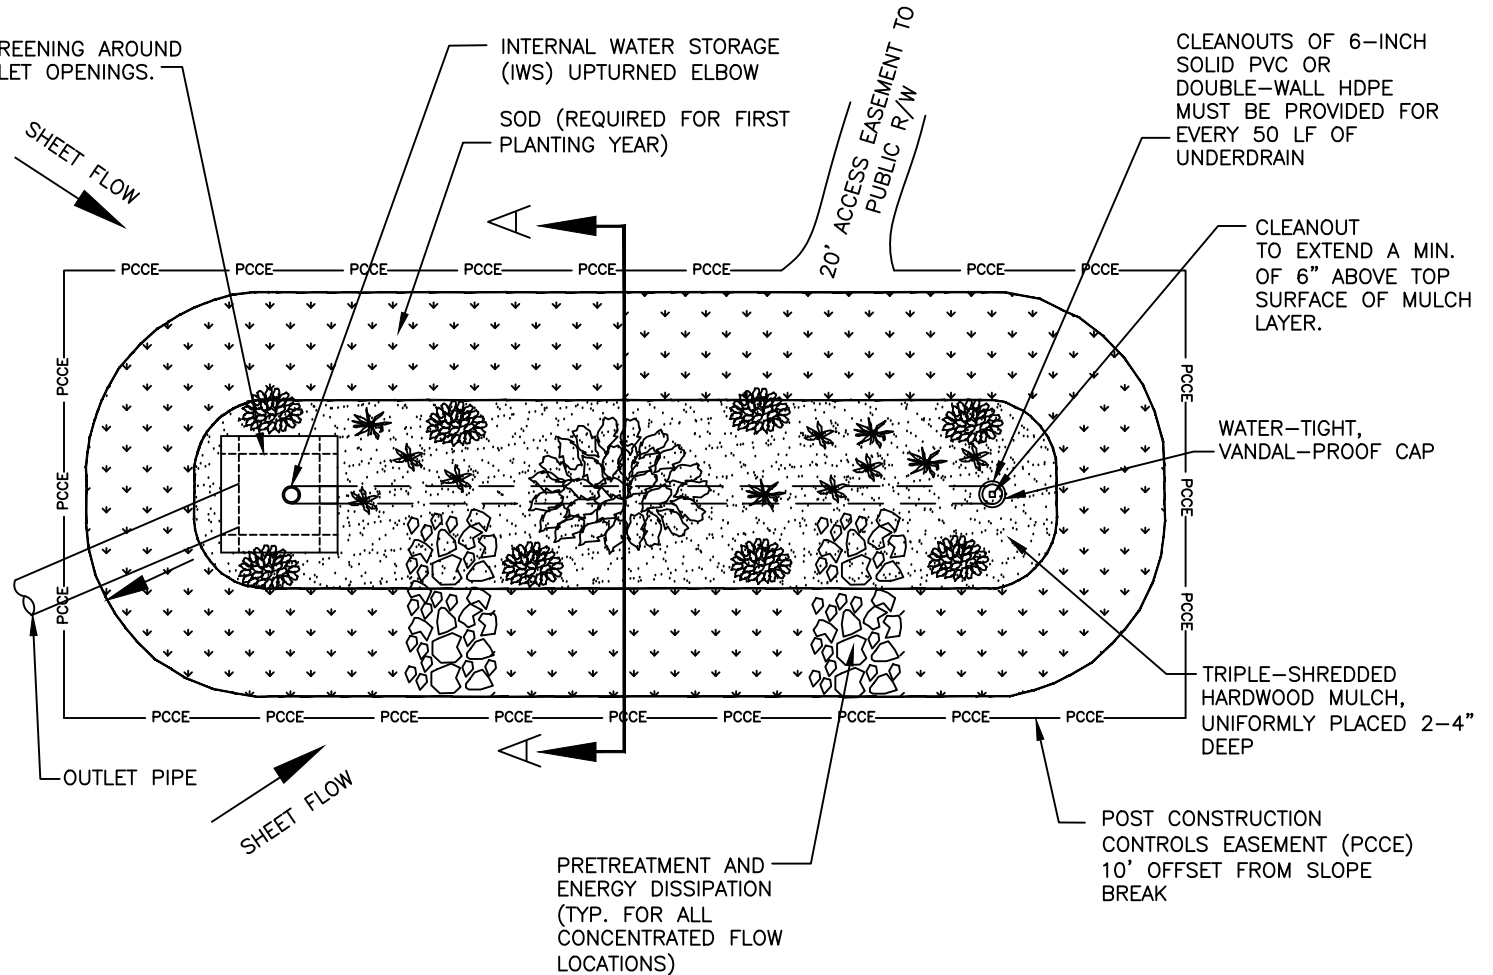 REENING AROUND
LET OPENINGS.
INTERNAL WATER STORAGE
(IWS) UPTURNED ELBOW
SOD (REQUIRED FOR FIRST
PLANTING YEAR)
20' ACCESS EASEMENT TO
PUBLIC R/W
CLEANOUTS OF 6-INCH
SOLID PVC OR
DOUBLE-WALL HDPE
MUST BE PROVIDED FOR
EVERY 50 LF OF
UNDERDRAIN
SHEET FLOW
CLEANOUT
TO EXTEND A MIN.
OF 6" ABOVE TOP
SURFACE OF MULCH
LAYER.
A
PCCE PCCE PCCE PCCE PCCE PCCE PCCE PCCE
PCCE
PCCE
PCCE
PCCE
PCCE
PCCE
WATER-TIGHT,
VANDAL-PROOF CAP
TRIPLE-SHREDDED
HARDWOOD MULCH,
UNIFORMLY PLACED 2-4"
DEEP
PCCE PCCE PCCE PCCE PCCE PCCE PCCE PCCE PCCE
A
OUTLET PIPE
SHEET FLOW
POST CONSTRUCTION
CONTROLS EASEMENT (PCCE)
10' OFFSET FROM SLOPE
BREAK
PRETREATMENT AND
ENERGY DISSIPATION
(TYP. FOR ALL
CONCENTRATED FLOW
LOCATIONS)